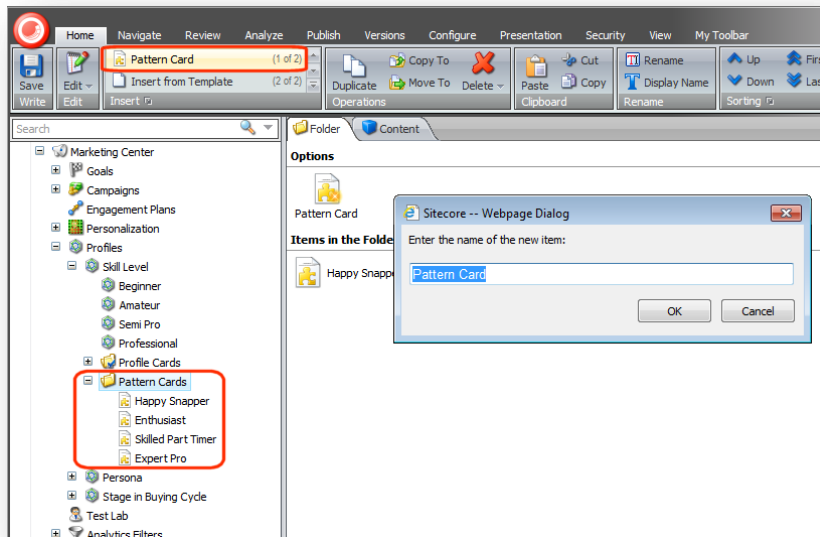 Home Navigate Review Analyze Publish Versions Configure Presentation Security View My Toolbar
Save
Write
Edit
Edit
Pattern Card (1 of 2)
Insert from Template (2 of 2)
Insert
Duplicate
Copy To
Move To
Delete
Operations
Paste
Cut
Copy
Clipboard
Rename
Display Name
Rename
Up
Down
Sorting
Search
Marketing Center
Goals
Campaigns
Engagement Plans
Personalization
Profiles
Skill Level
Beginner
Amateur
Semi Pro
Professional
Profile Cards
Pattern Cards
Happy Snapper
Enthusiast
Skilled Part Timer
Expert Pro
Persona
Stage in Buying Cycle
Test Lab
Analytics Filters
Folder Content
Options
Pattern Card
Items in the Folde
Happy Snappe
Sitecore -- Webpage Dialog
Enter the name of the new item:
Pattern Card
OK Cancel